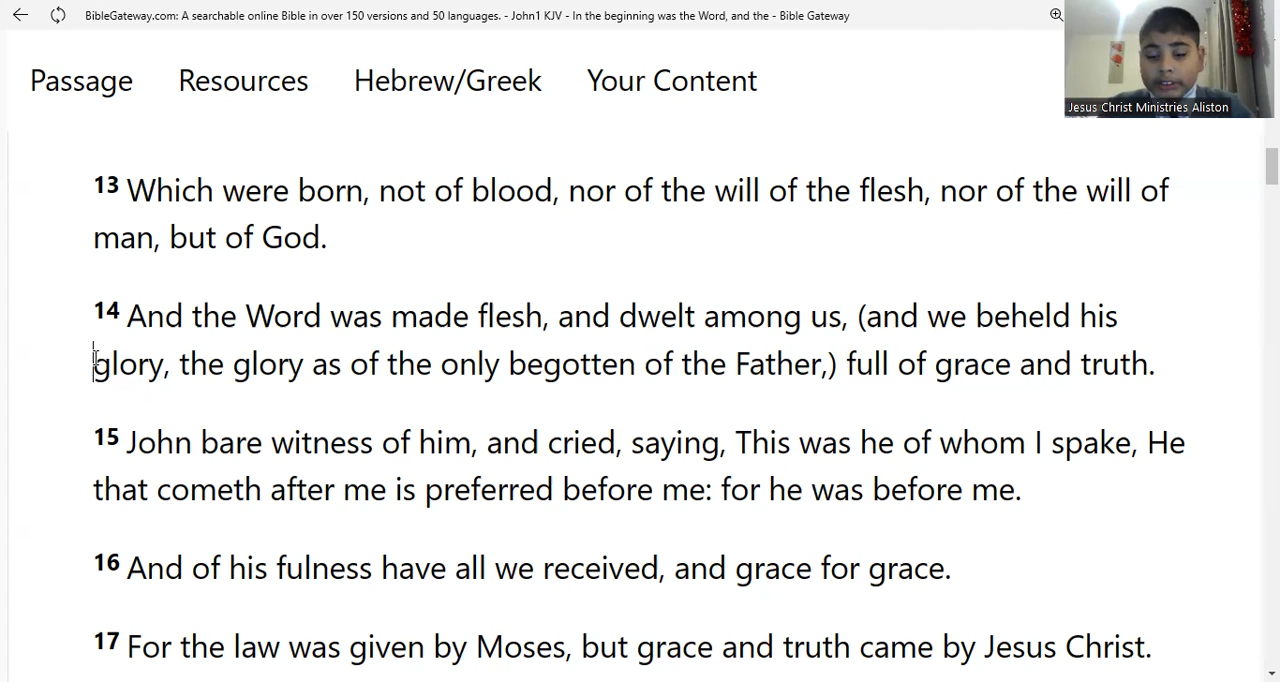 BibleGateway.com: A searchable online Bible in over 150 versions and 50 languages. - John1 KJV - In the beginning was the Word, and the - Bible Gateway
Passage Resources Hebrew/Greek Your Content
Jesus Christ Ministries Aliston
13 Which were born, not of blood, nor of the will of the flesh, nor of the will of
man, but of God.
14 And the Word was made flesh, and dwelt among us, (and we beheld his
glory, the glory as of the only begotten of the Father,) full of grace and truth.
15 John bare witness of him, and cried, saying, This was he of whom I spake, He
that cometh after me is preferred before me: for he was before me.
16 And of his fulness have all we received, and grace for grace.
17 For the law was given by Moses, but grace and truth came by Jesus Christ.